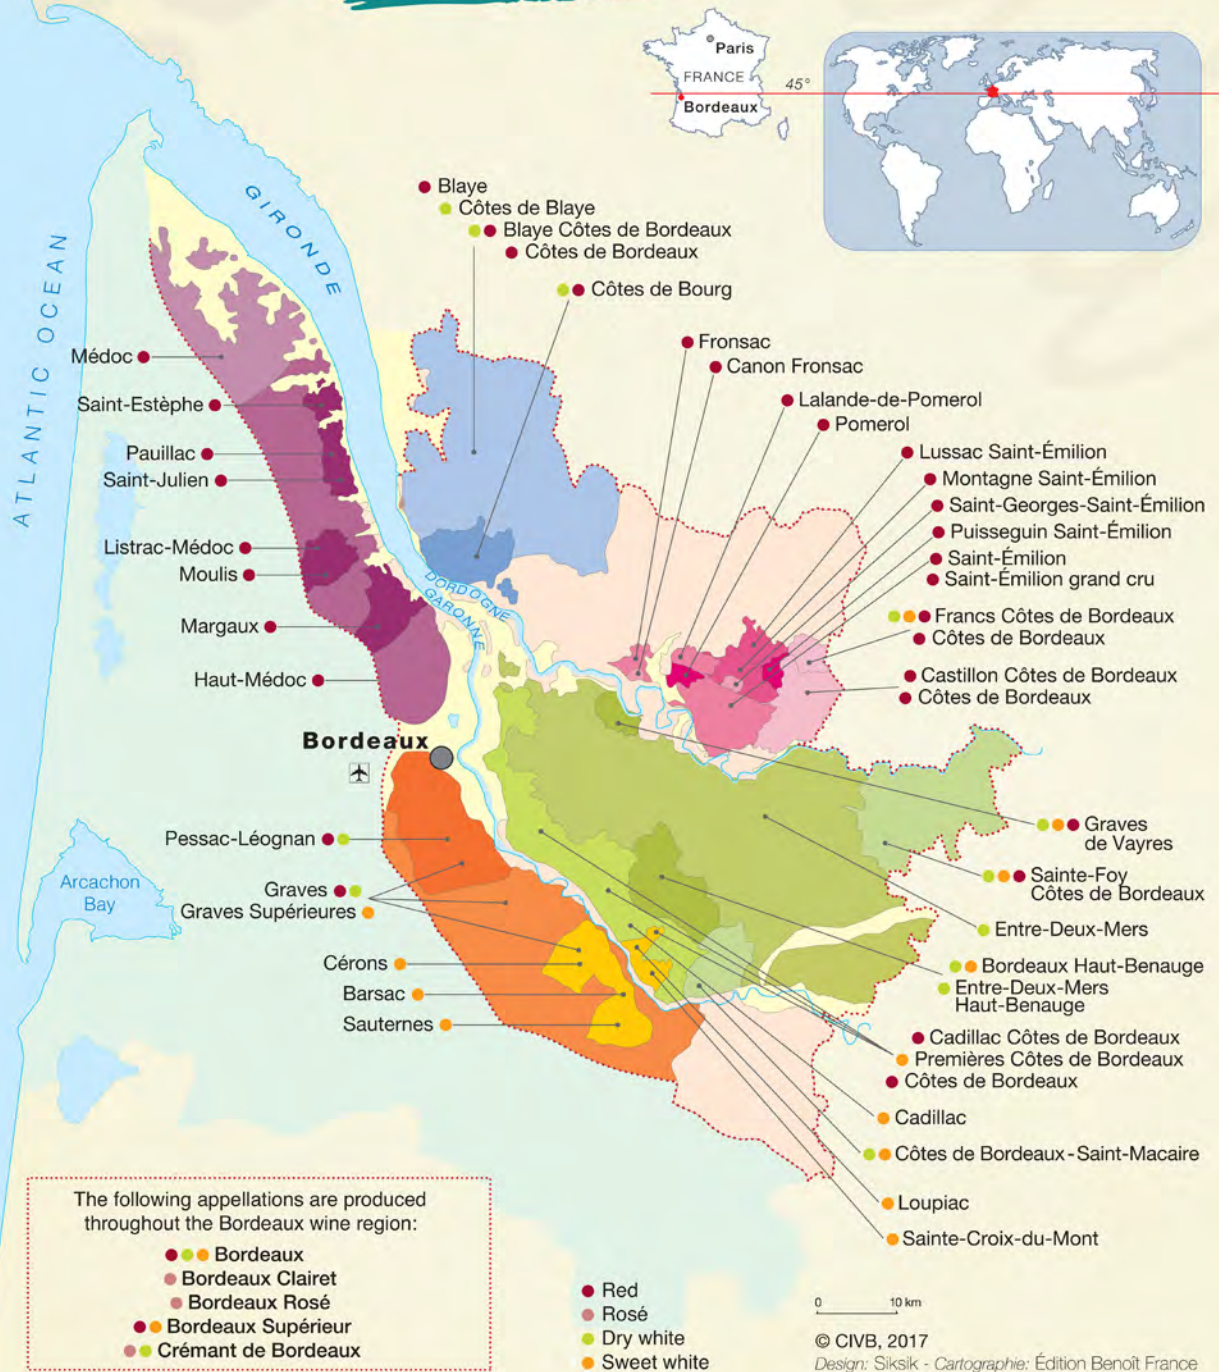 Paris
FRANCE
45°
Bordeaux
GIRONDE
ATLANTIC OCEAN
Blaye
Côtes de Blaye
Blaye Côtes de Bordeaux
Côtes de Bordeaux
Côtes de Bourg
Fronsac
Canon Fronsac
Lalande-de-Pomerol
Pomerol
Lussac Saint-Émilion
Montagne Saint-Émilion
Saint-Georges-Saint-Émilion
Puisseguin Saint-Émilion
Saint-Émilion
Saint-Émilion grand cru
Francs Côtes de Bordeaux
Côtes de Bordeaux
Castillon Côtes de Bordeaux
Côtes de Bordeaux
Médoc
Saint-Estèphe
Pauillac
Saint-Julien
Listrac-Médoc
Moulis
Margaux
Haut-Médoc
DORDOGNE
GARONNE
Bordeaux
Pessac-Léognan
Graves
Graves Supérieures
Cérons
Barsac
Sauternes
Arcachon
Bay
Graves
de Vayres
Sainte-Foy
Côtes de Bordeaux
Entre-Deux-Mers
Bordeaux Haut-Benauge
Entre-Deux-Mers
Haut-Benauge
Cadillac Côtes de Bordeaux
Premières Côtes de Bordeaux
Côtes de Bordeaux
Cadillac
Côtes de Bordeaux-Saint-Macaire
Loupiac
Sainte-Croix-du-Mont
The following appellations are produced
throughout the Bordeaux wine region:
Bordeaux
Bordeaux Clairet
Bordeaux Rosé
Bordeaux Supérieur
Crémant de Bordeaux
Red
Rosé
Dry white
Sweet white
0 10 km
© CIVB, 2017
Design: Siksik - Cartographie: Édition Benoît France